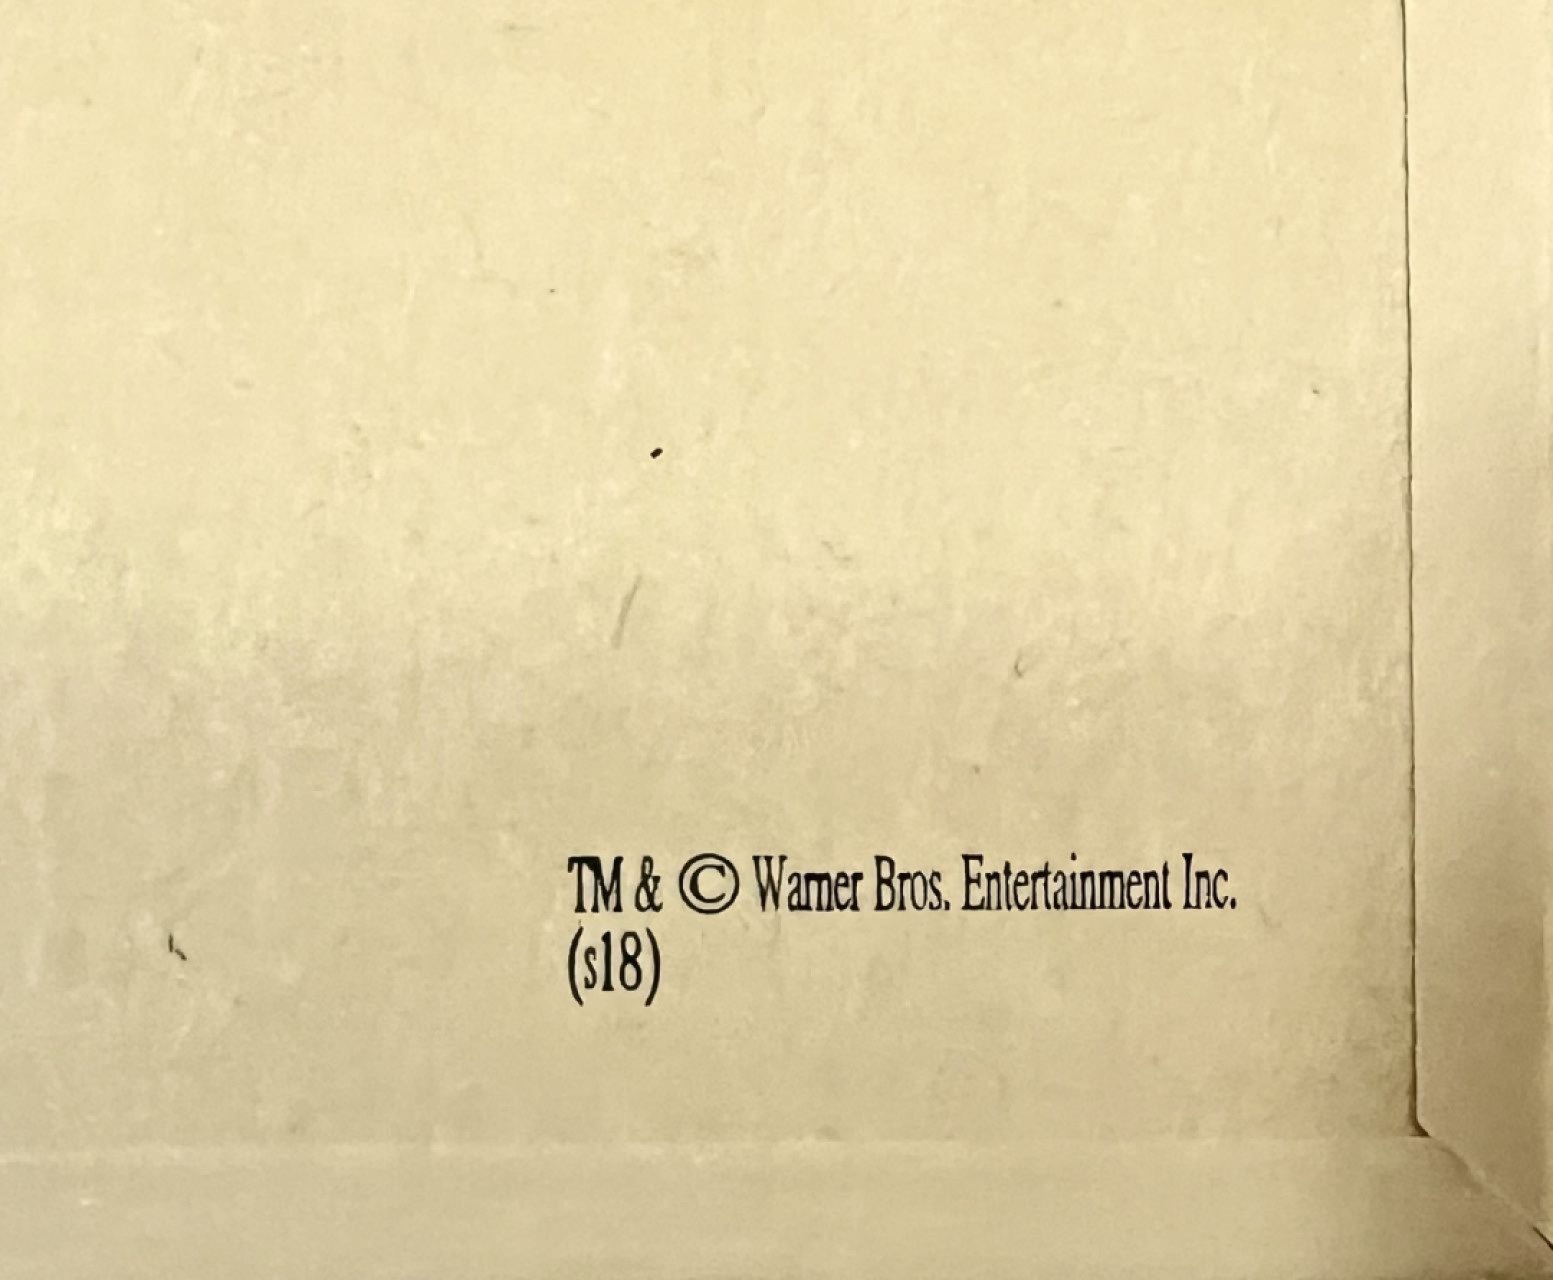 TM & © Warner Bros. Entertainment Inc.
(s18)